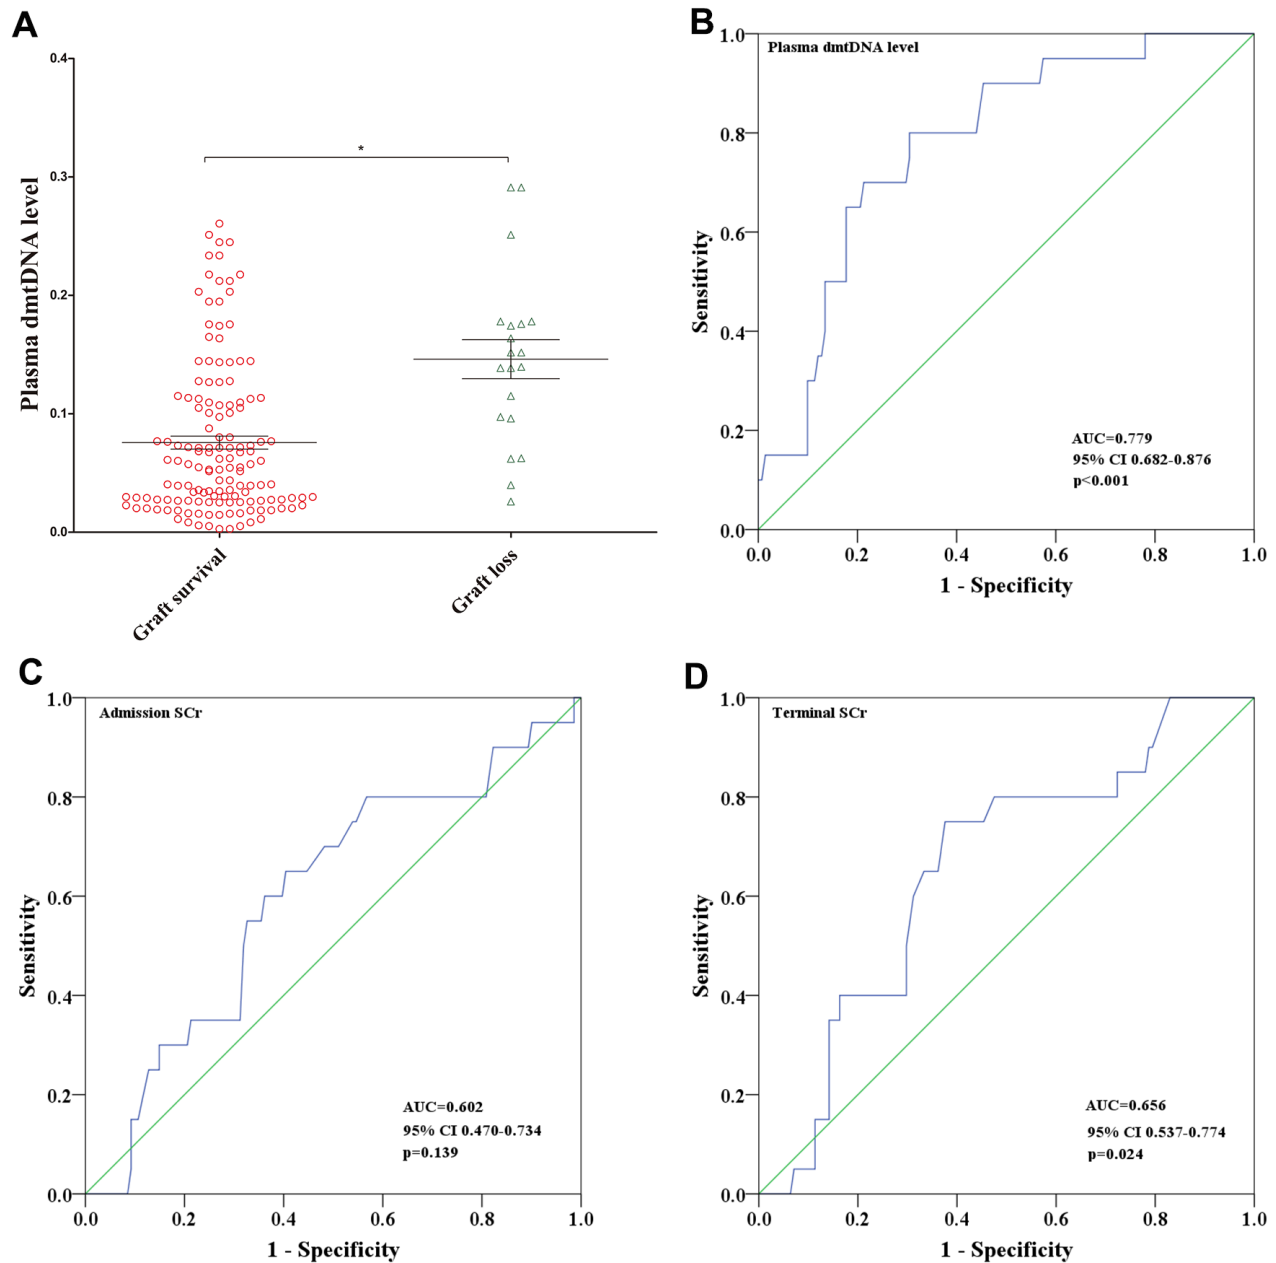 A
Plasma dmtDNA level
0.4
0.3
0.2
0.1
0.0
*
Graft survival
Graft loss
B
Plasma dmtDNA level
Sensitivity
1.0
0.8
0.6
0.4
0.2
0.0
AUC=0.779
95% CI 0.682-0.876
p<0.001
0.0 0.2 0.4 0.6 0.8 1.0
1 - Specificity
C
Admission SCr
Sensitivity
1.0
0.8
0.6
0.4
0.2
0.0
AUC=0.602
95% CI 0.470-0.734
p=0.139
0.0 0.2 0.4 0.6 0.8 1.0
1 - Specificity
D
Terminal SCr
Sensitivity
1.0
0.8
0.6
0.4
0.2
0.0
AUC=0.656
95% CI 0.537-0.774
p=0.024
0.0 0.2 0.4 0.6 0.8 1.0
1 - Specificity